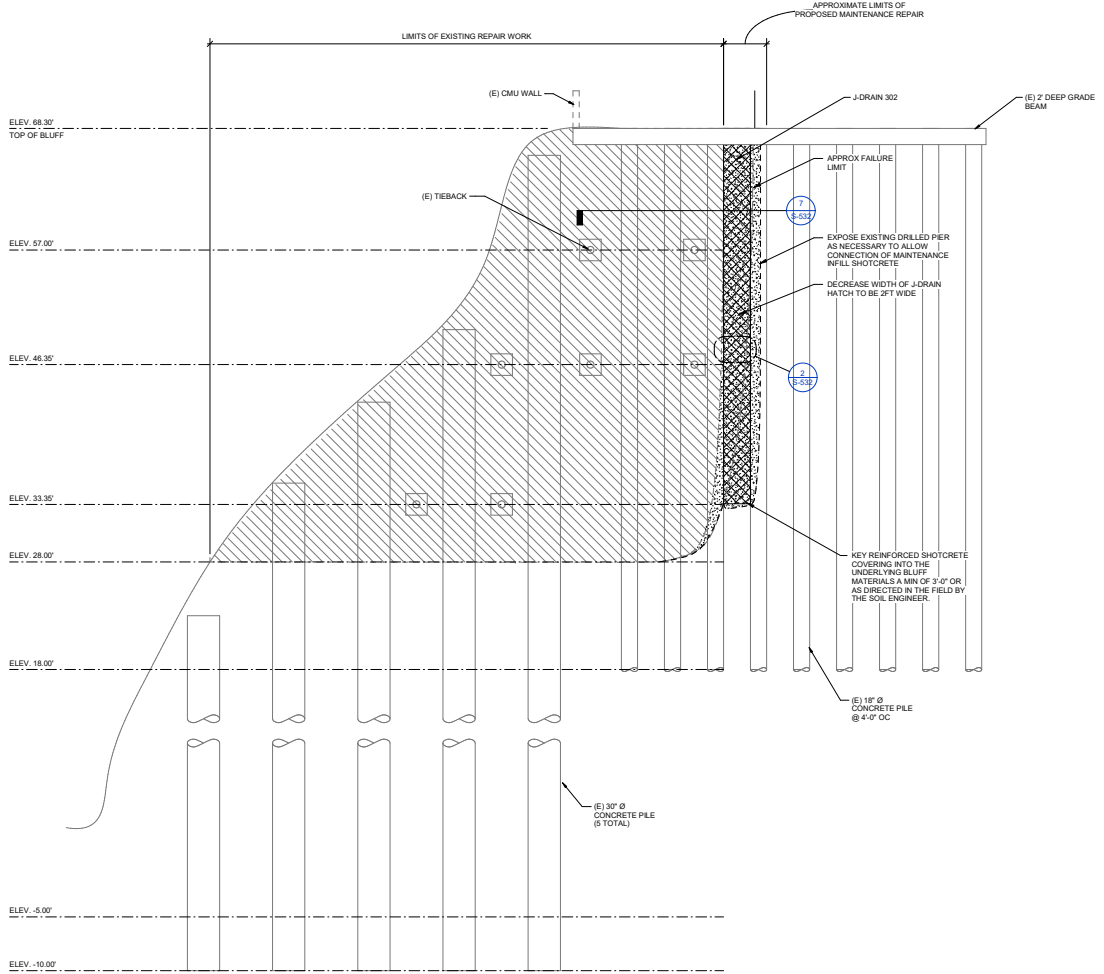 APPROXIMATE LIMITS OF
PROPOSED MAINTENANCE REPAIR
LIMITS OF EXISTING REPAIR WORK
(E) CMU WALL
J-DRAIN 302
(E) 2' DEEP GRADE
BEAM
ELEV. 68.30'
TOP OF BLUFF
APPROX FAILURE
LIMIT
(E) TIEBACK
7
S-532
EXPOSE EXISTING DRILLED PIER
AS NECESSARY TO ALLOW
CONNECTION OF MAINTENANCE
INFILL SHOTCRETE
ELEV. 57.00'
DECREASE WIDTH OF J-DRAIN
HATCH TO BE 2FT WIDE
ELEV. 46.35'
2
S-532
ELEV. 33.35'
ELEV. 28.00'
KEY REINFORCED SHOTCRETE
COVERING INTO THE
UNDERLYING BLUFF
MATERIALS A MIN OF 3'-0" OR
AS DIRECTED IN THE FIELD BY
THE SOIL ENGINEER.
ELEV. 18.00'
(E) 18" Ø
CONCRETE PILE
@ 4'-0" OC
(E) 30" Ø
CONCRETE PILE
(5 TOTAL)
ELEV. -5.00'
ELEV. -10.00'